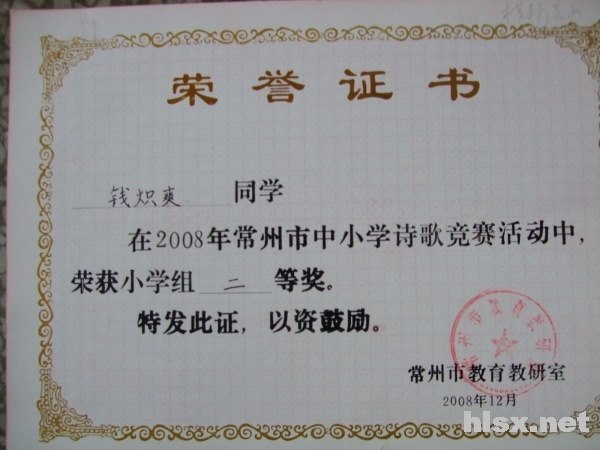 荣誉证书
钱炽爽 同学
在2008年常州市中小学诗歌竞赛活动中,
荣获小学组 二 等奖。
特发此证, 以资鼓励。
常州市教育教研室
2008年12月
hlsx.net